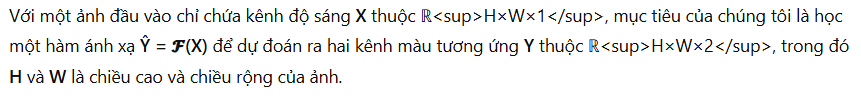 Với một ảnh đầu vào chỉ chứa kênh độ sáng X thuộc ℝ<sup>H×W×1</sup>, mục tiêu của chúng tôi là học
một hàm ánh xạ Ŷ = 𝓕(X) để dự đoán ra hai kênh màu tương ứng Y thuộc ℝ<sup>H×W×2</sup>, trong đó
H và W là chiều cao và chiều rộng của ảnh.